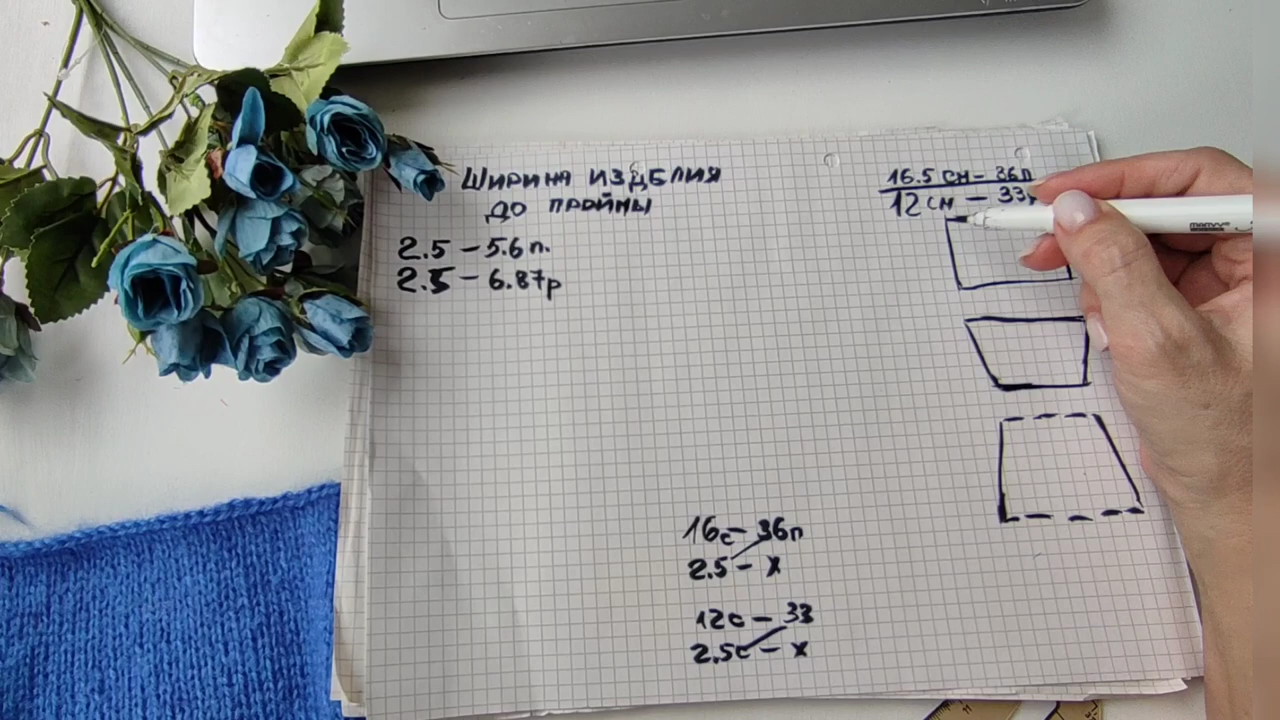 ШИРИНА ИЗДЕЛИЯ
ДО ПРОЙМЫ
2.5 – 5.6 п.
2.5 – 6.87р
16.5 см – 36п
12 см – 33
16с – 36п
2.5 – х
12с – 33
2.5с – х